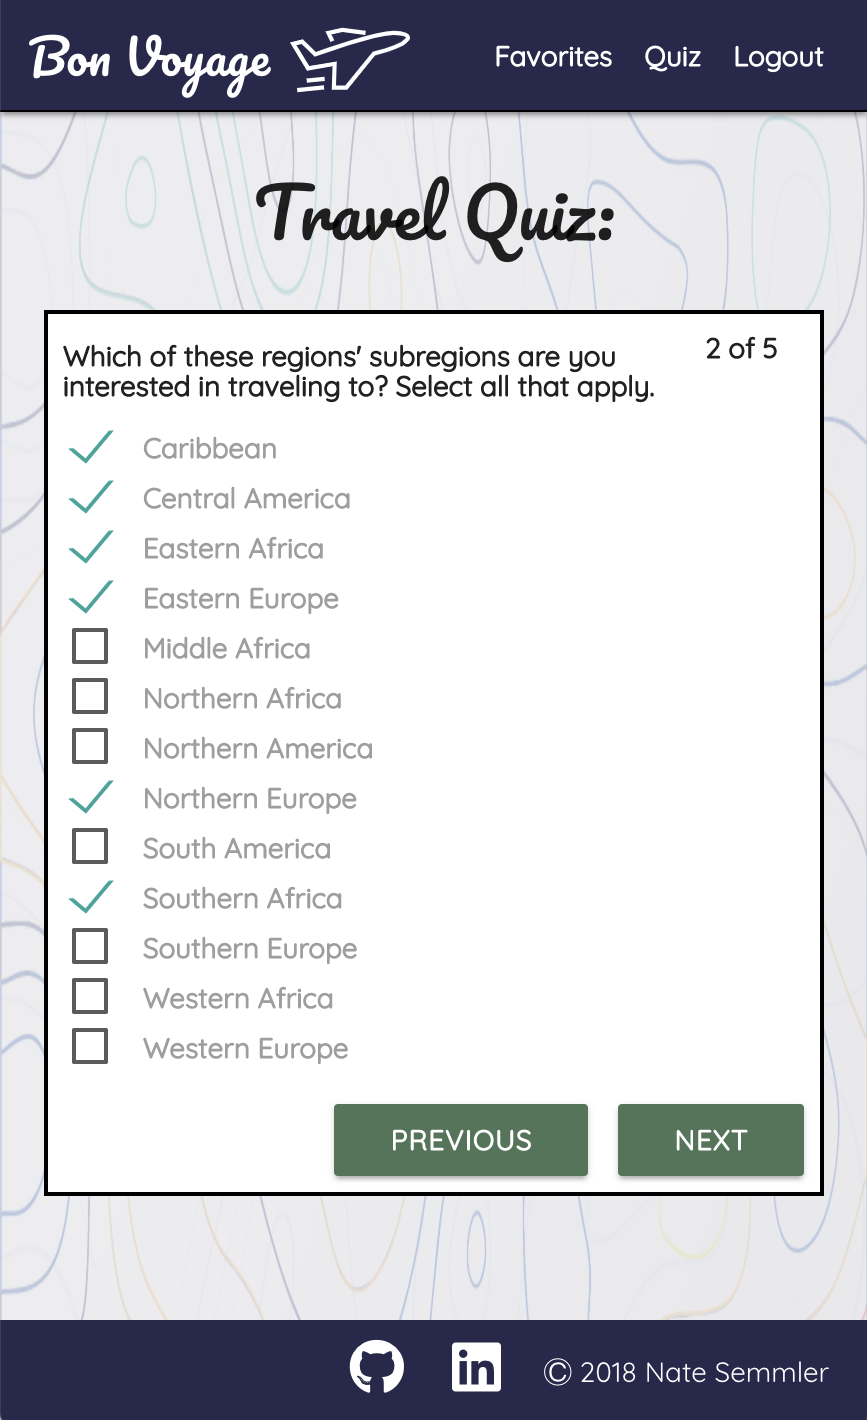 Bon Voyage
Favorites Quiz Logout
Travel Quiz:
Which of these regions' subregions are you
interested in traveling to? Select all that apply.
2 of 5
Caribbean
Central America
Eastern Africa
Eastern Europe
Middle Africa
Northern Africa
Northern America
Northern Europe
South America
Southern Africa
Southern Europe
Western Africa
Western Europe
PREVIOUS NEXT
in © 2018 Nate Semmler